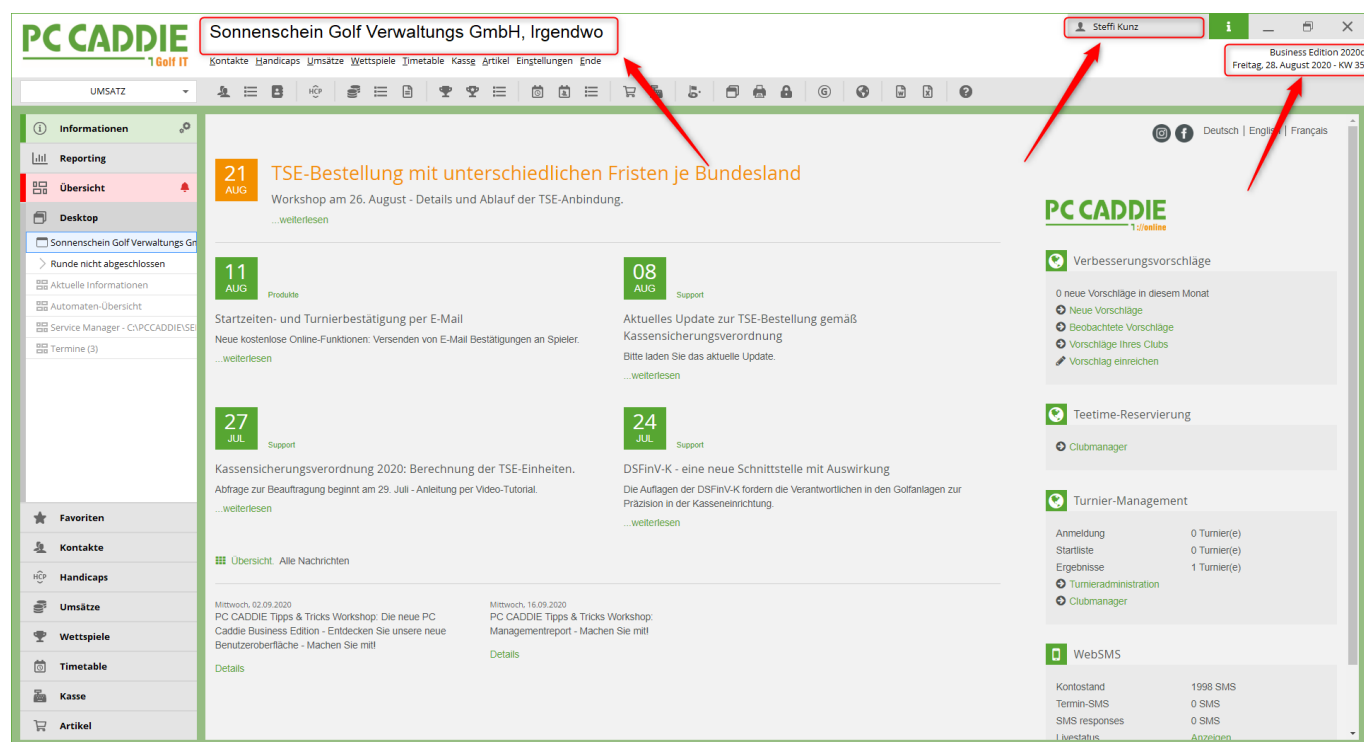 PC CADDIE
Golf IT
Sonnenschein Golf Verwaltungs GmbH, Irgendwo
Steffi Kunz
i
Kontakte Handicaps Umsätze Wettspiele Timetable Kasse Artikel Einstellungen Ende
Business Edition 2020c
Freitag, 28. August 2020 - KW 35
UMSATZ
HCP
Informationen
Reporting
Übersicht
Desktop
Sonnenschein Golf Verwaltungs Gm
Runde nicht abgeschlossen
Aktuelle Informationen
Automaten-Übersicht
Service Manager - C:\PCCADDIE\SE
Termine (3)
Favoriten
Kontakte
HCP Handicaps
Umsätze
Wettspiele
Timetable
Kasse
Artikel
Deutsch | English | Français
21
AUG
TSE-Bestellung mit unterschiedlichen Fristen je Bundesland
Workshop am 26. August - Details und Ablauf der TSE-Anbindung.
...weiterlesen
11
AUG
Produkte
Startzeiten- und Turnierbestätigung per E-Mail
Neue kostenlose Online-Funktionen: Versenden von E-Mail Bestätigungen an Spieler.
...weiterlesen
08
AUG
Support
Aktuelles Update zur TSE-Bestellung gemäß
Kassensicherungsverordnung
Bitte laden Sie das aktuelle Update.
...weiterlesen
27
JUL
Support
Kassensicherungsverordnung 2020: Berechnung der TSE-Einheiten.
Abfrage zur Beauftragung beginnt am 29. Juli - Anleitung per Video-Tutorial.
...weiterlesen
24
JUL
Support
DSFinV-K - eine neue Schnittstelle mit Auswirkung
Die Auflagen der DSFinV-K fordern die Verantwortlichen in den Golfanlagen zur
Präzision in der Kasseneinrichtung.
...weiterlesen
Übersicht. Alle Nachrichten
Mittwoch, 02.09.2020
PC CADDIE Tipps & Tricks Workshop: Die neue PC
Caddie Business Edition - Entdecken Sie unsere neue
Benutzeroberfläche - Machen Sie mit!
Details
Mittwoch, 16.09.2020
PC CADDIE Tipps & Tricks Workshop:
Managementreport - Machen Sie mit!
Details
PC CADDIE
://online
Verbesserungsvorschläge
0 neue Vorschläge in diesem Monat
Neue Vorschläge
Beobachtete Vorschläge
Vorschläge Ihres Clubs
Vorschlag einreichen
Teetime-Reservierung
Clubmanager
Turnier-Management
Anmeldung 0 Turnier(e)
Startliste 0 Turnier(e)
Ergebnisse 1 Turnier(e)
Turnieradministration
Clubmanager
WebSMS
Kontostand 1998 SMS
Termin-SMS 0 SMS
SMS responses 0 SMS
Livestatus Anzeigen